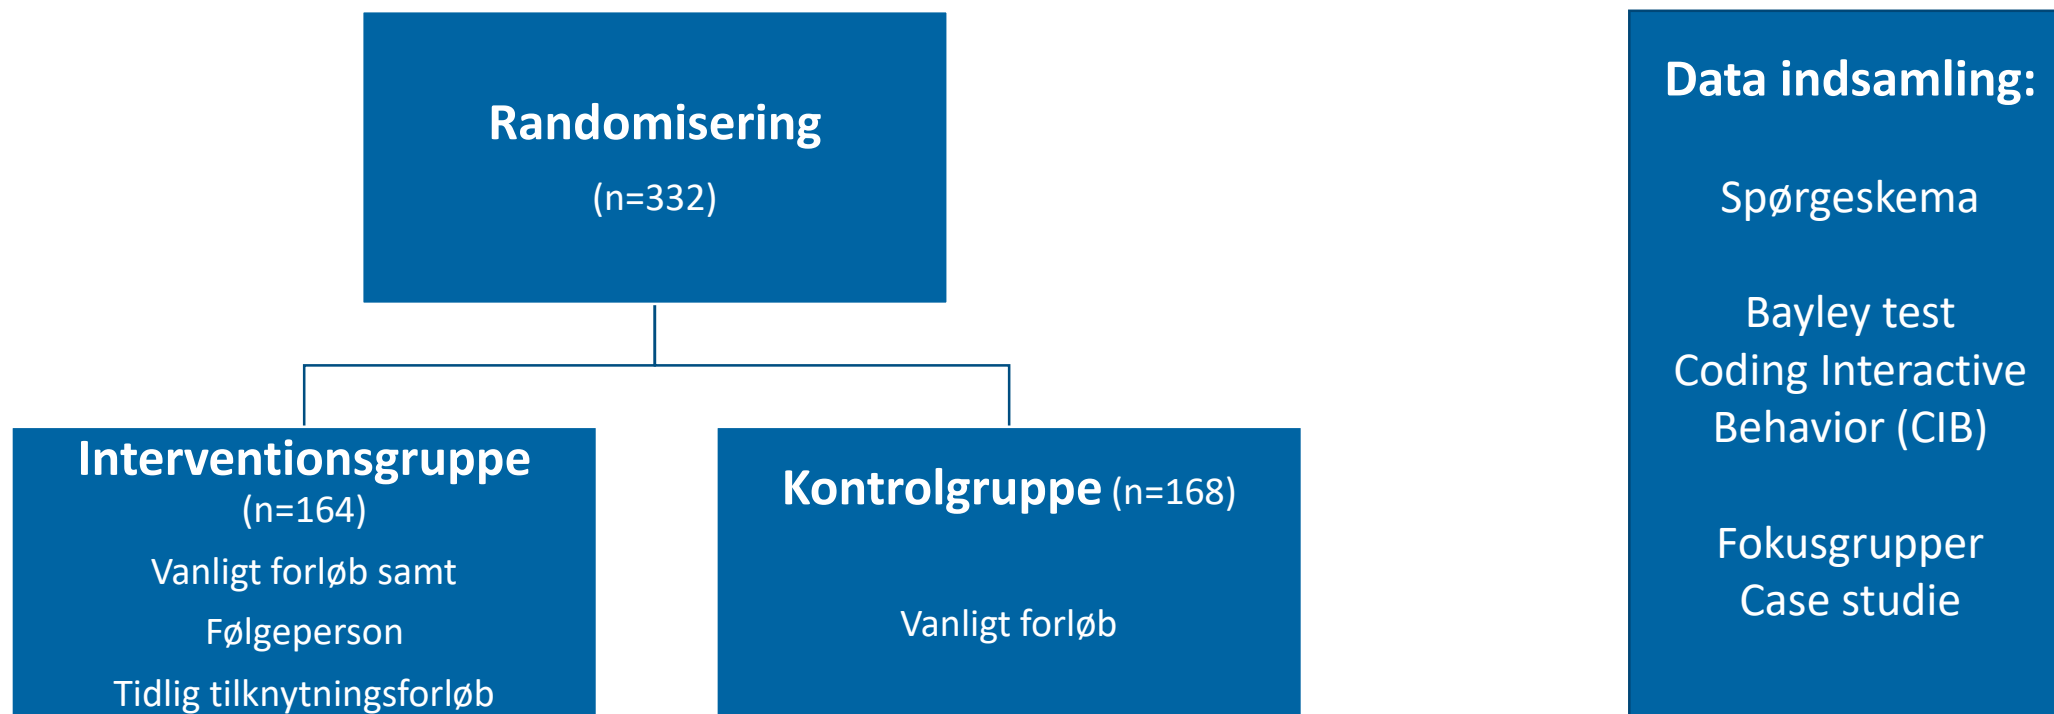 Randomisering
(n=332)
Interventionsgruppe
(n=164)
Vanligt forløb samt
Følgeperson
Tidlig tilknytningsforløb
Kontrolgruppe (n=168)
Vanligt forløb
Data indsamling:
Spørgeskema
Bayley test
Coding Interactive
Behavior (CIB)
Fokusgrupper
Case studie